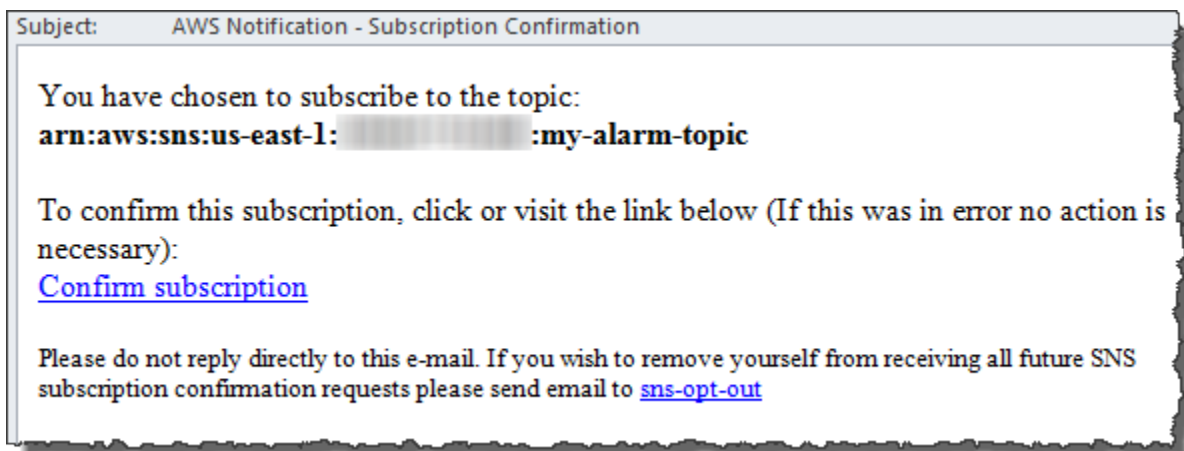 Subject: AWS Notification - Subscription Confirmation
You have chosen to subscribe to the topic:
arn:aws:sns:us-east-1: :my-alarm-topic
To confirm this subscription, click or visit the link below (If this was in error no action is
necessary):
Confirm subscription
Please do not reply directly to this e-mail. If you wish to remove yourself from receiving all future SNS
subscription confirmation requests please send email to sns-opt-out